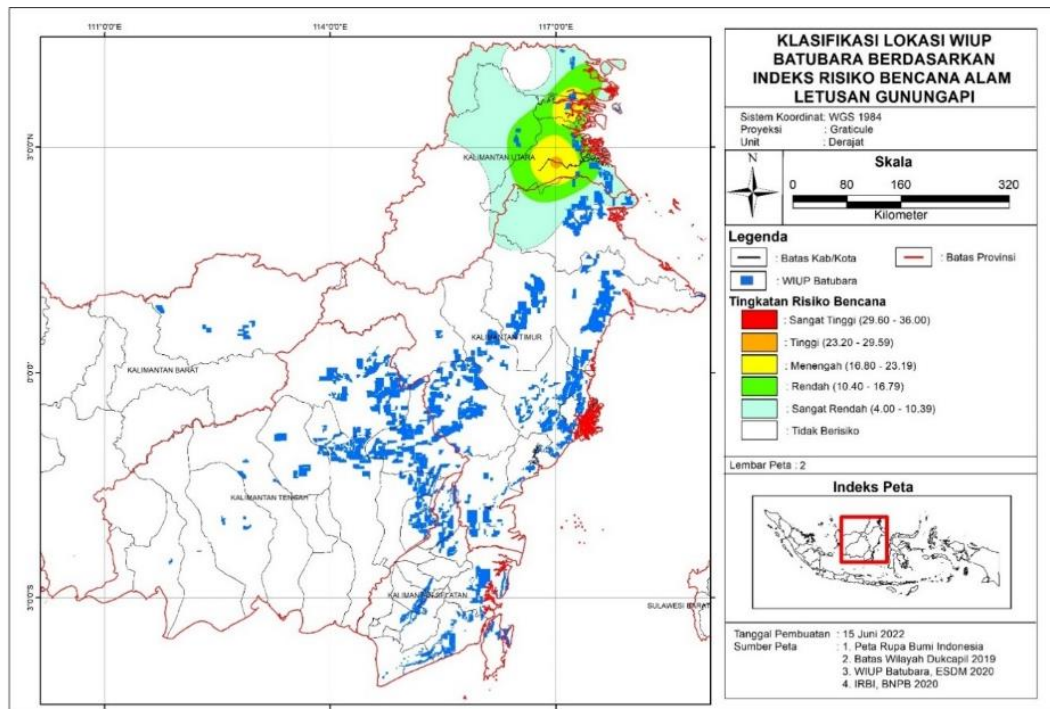 111°0'0"E
114°0'0"E
117°0'0"E
3°0'0"N
0°0'0"
3°0'0"S
KALIMANTAN UTARA
KALIMANTAN TIMUR
KALIMANTAN BARAT
KALIMANTAN TENGAH
KALIMANTAN SELATAN
SULAWESI BARAT
KLASIFIKASI LOKASI WIUP
BATUBARA BERDASARKAN
INDEKS RISIKO BENCANA ALAM
LETUSAN GUNUNGAPI
Sistem Koordinat: WGS 1984
Proyeksi : Graticule
Unit : Derajat
N
Skala
0 80 160 320
Kilometer
Legenda
: Batas Kab/Kota
: Batas Provinsi
: WIUP Batubara
Tingkatan Risiko Bencana
: Sangat Tinggi (29.60 - 36.00)
: Tinggi (23.20 - 29.59)
: Menengah (16.80 - 23.19)
: Rendah (10.40 - 16.79)
: Sangat Rendah (4.00 - 10.39)
: Tidak Berisiko
Lembar Peta : 2
Indeks Peta
Tanggal Pembuatan : 15 Juni 2022
Sumber Peta : 1. Peta Rupa Bumi Indonesia
2. Batas Wilayah Dukcapil 2019
3. WIUP Batubara, ESDM 2020
4. IRBI, BNPB 2020